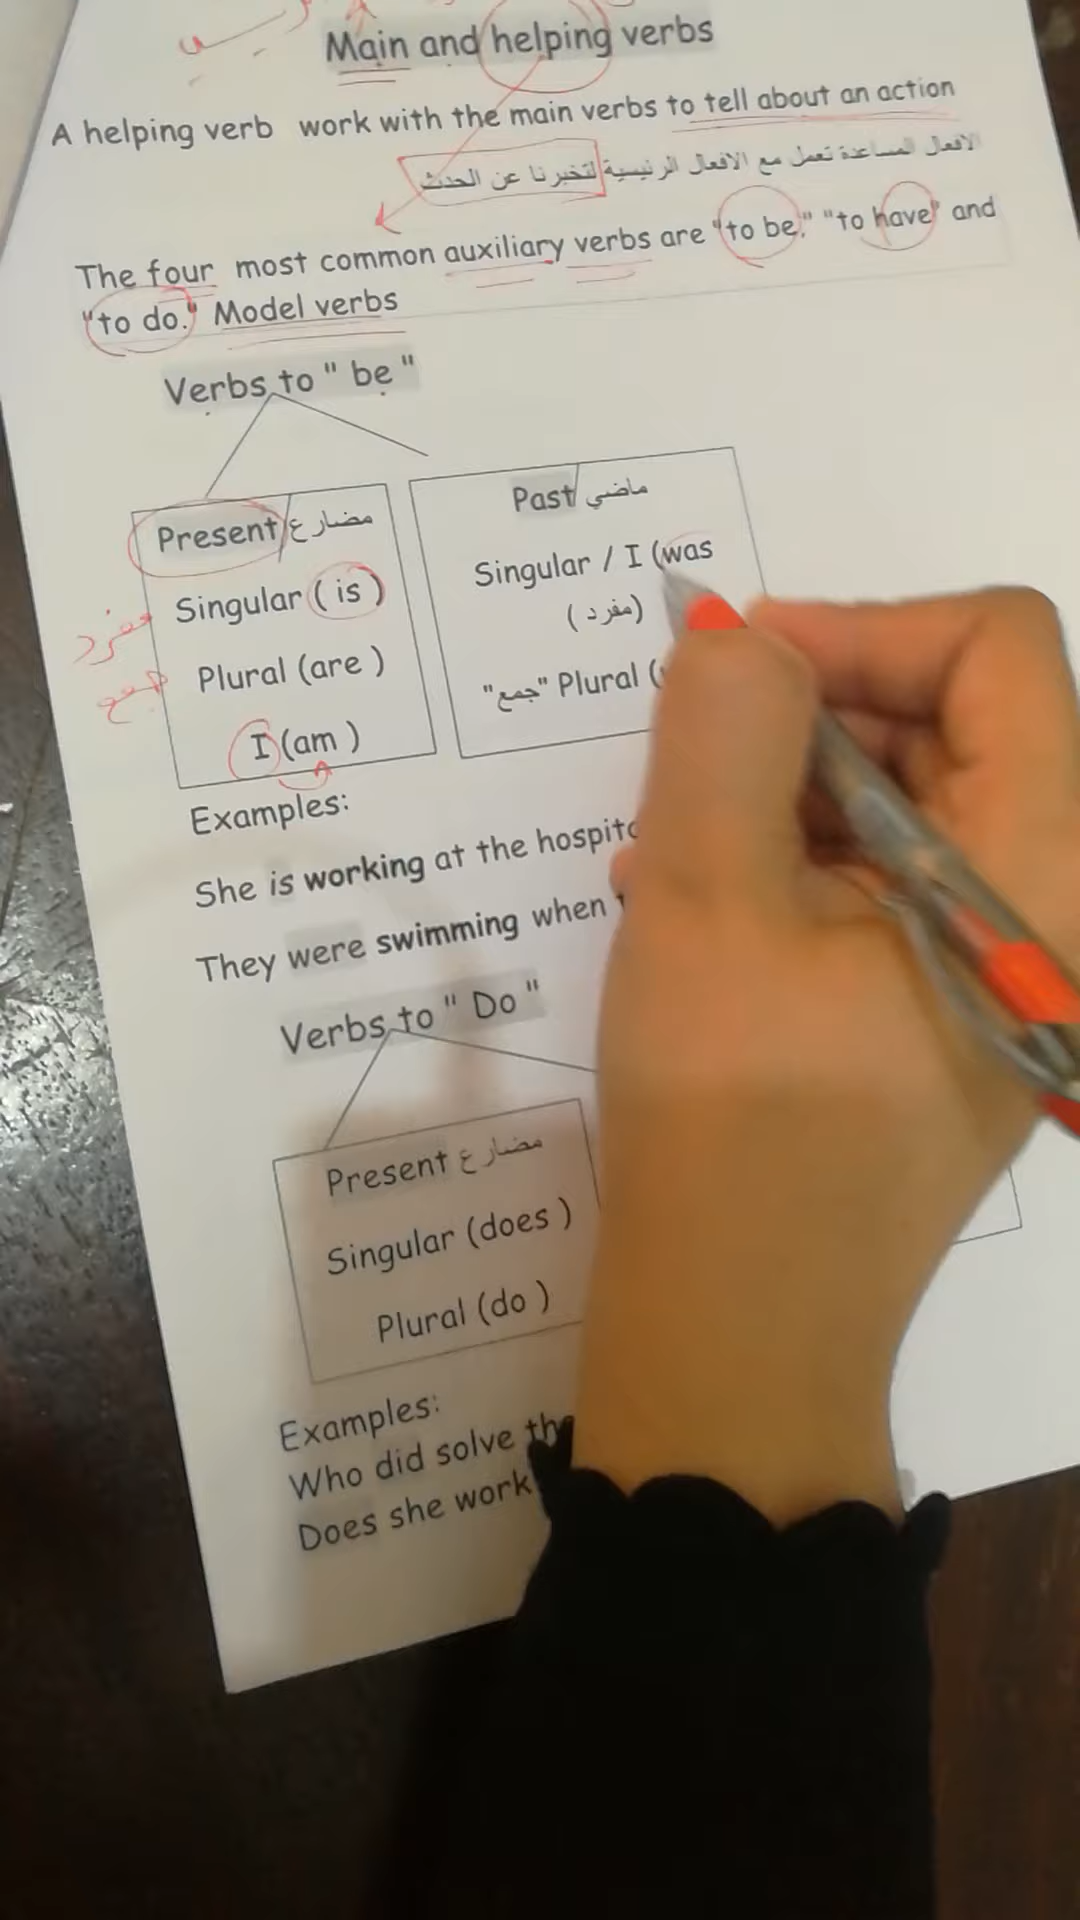 Main and helping verbs
A helping verb work with the main verbs to tell about an action
الافعال المساعدة تعمل مع الافعال الرئيسية لتخبرنا عن الحدث
The four most common auxiliary verbs are "to be," "to have" and
"to do." Model verbs
Verbs to " be "
Present مضارع
Singular ( is )
مفرد
Plural (are )
جمع
I (am )
Past ماضي
Singular / I (was
(مفرد )
"جمع" Plural (
Examples:
She is working at the
They were swimming when
Verbs to " Do "
Present مضارع
Singular (does )
Plural (do )
Examples:
Who did solve
Does she work